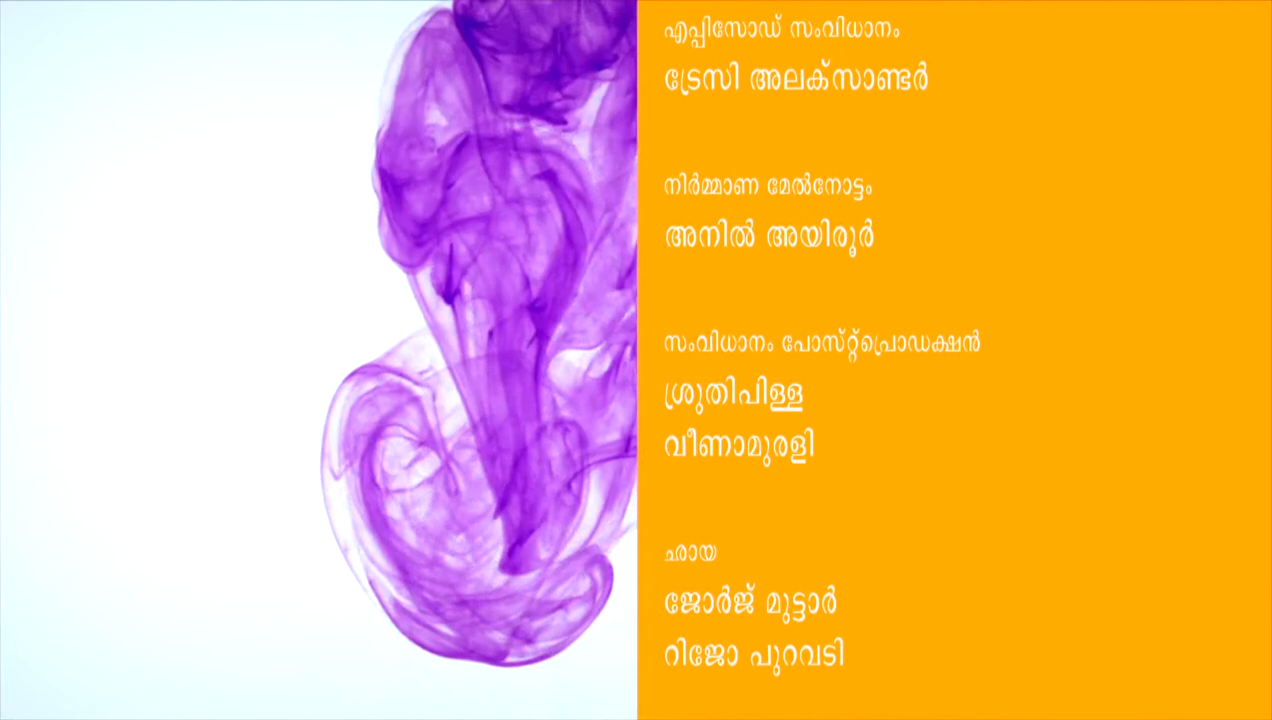 എപ്പിസോഡ് സംവിധാനം
ട്രേസി അലക്സാണ്ടർ
നിർമ്മാണ മേൽനോട്ടം
അനിൽ അയിരൂർ
സംവിധാനം പോസ്റ്റ്പ്രൊഡക്ഷൻ
ശ്രുതിപിള്ള
വീണാമുരളി
ഛായ
ജോർജ് മുട്ടാർ
റിജോ പുറവടി